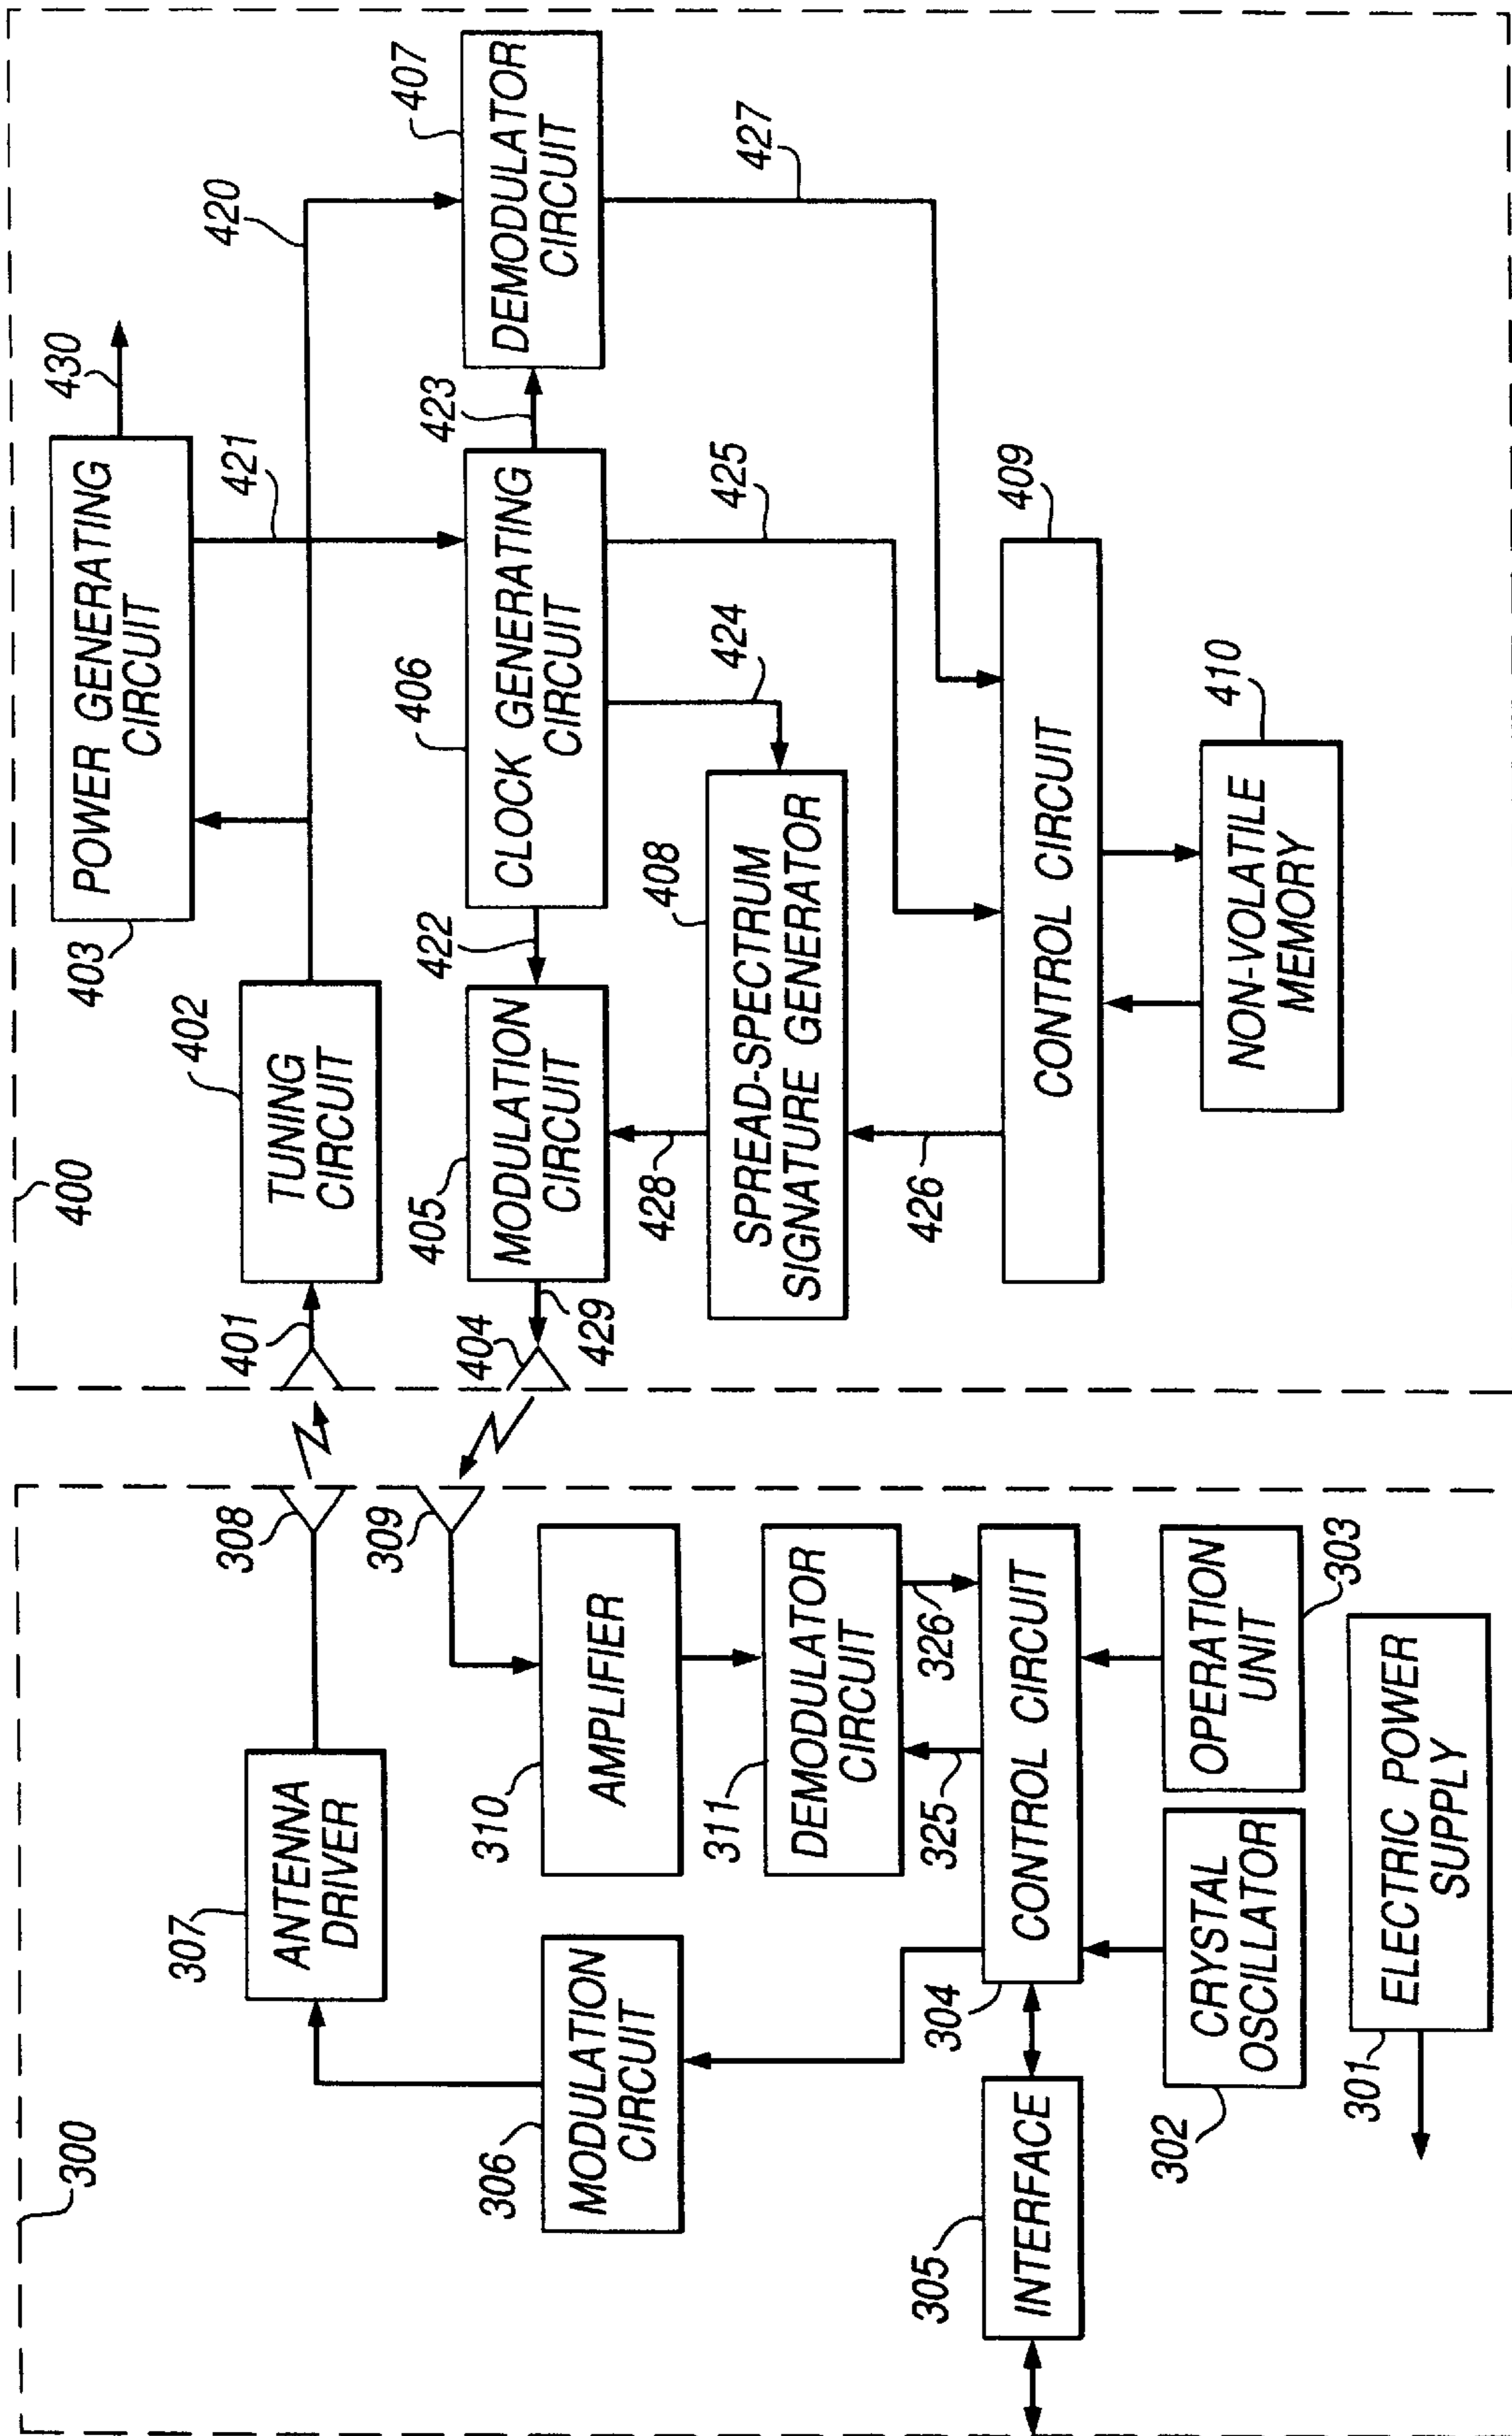 300
307
ANTENNA
DRIVER
308
309
306
MODULATION
CIRCUIT
310
AMPLIFIER
311
DEMODULATOR
CIRCUIT
325
326
305
INTERFACE
304
CONTROL CIRCUIT
302
CRYSTAL
OSCILLATOR
OPERATION
UNIT
303
301
ELECTRIC POWER
SUPPLY
400
401
402
TUNING
CIRCUIT
403
POWER GENERATING
CIRCUIT
430
421
420
404
429
405
MODULATION
CIRCUIT
422
406
CLOCK GENERATING
CIRCUIT
423
407
DEMODULATOR
CIRCUIT
428
408
SPREAD-SPECTRUM
SIGNATURE GENERATOR
424
425
427
426
409
CONTROL CIRCUIT
410
NON-VOLATILE
MEMORY